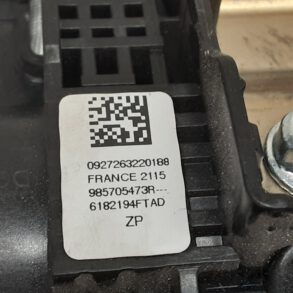 0927263220188
FRANCE 2115
985705473R---
6182194FTAD
ZP